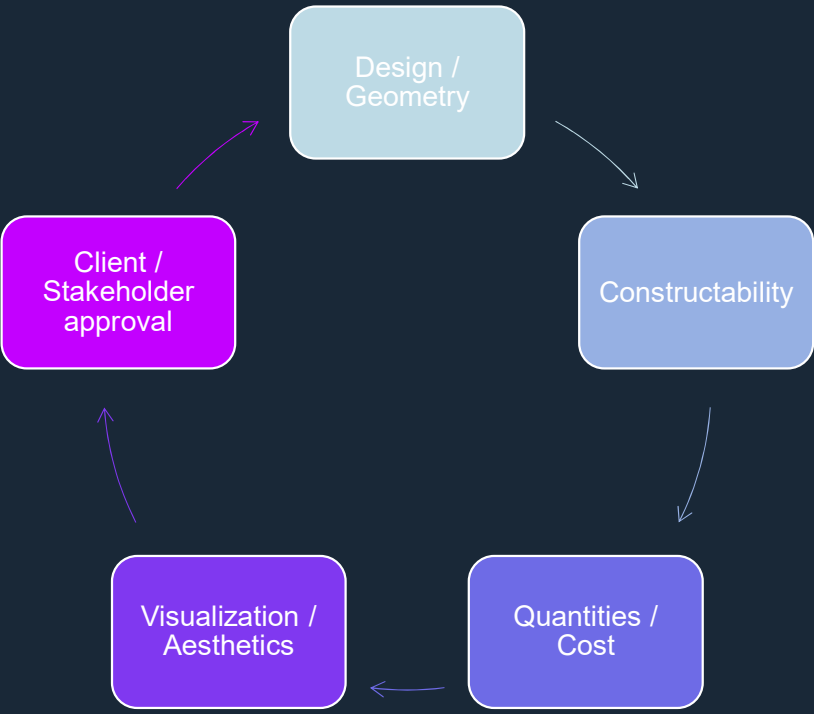 Design /
Geometry
Constructability
Quantities /
Cost
Visualization /
Aesthetics
Client /
Stakeholder
approval